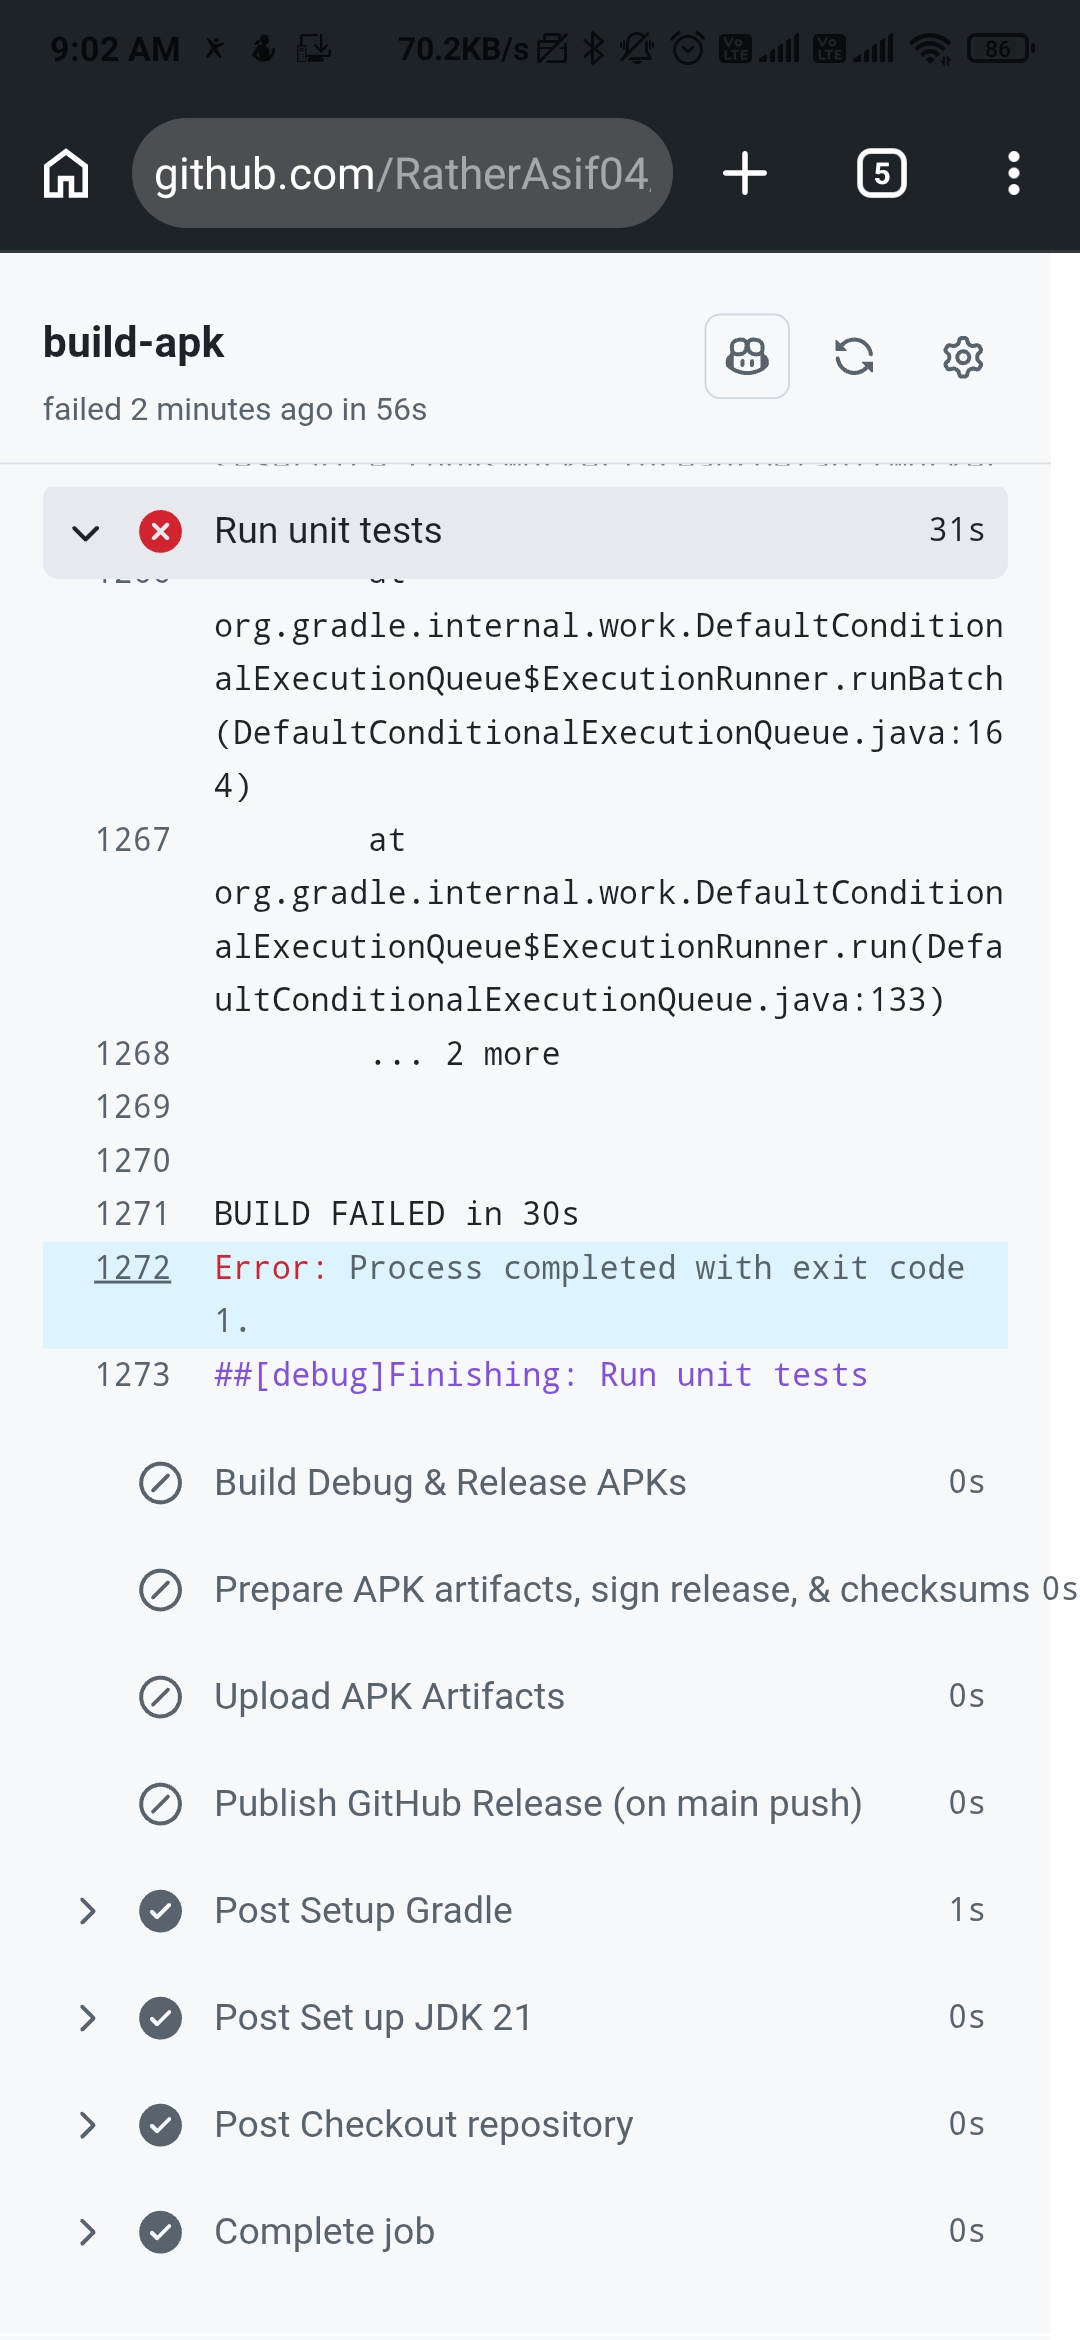 9:02 AM 70.2KB/s Vo LTE Vo LTE 86
github.com/RatherAsif04
5
build-apk
failed 2 minutes ago in 56s
Run unit tests 31s
at
org.gradle.internal.work.DefaultCondition
alExecutionQueue$ExecutionRunner.runBatch
(DefaultConditionalExecutionQueue.java:16
4)
1267 at
org.gradle.internal.work.DefaultCondition
alExecutionQueue$ExecutionRunner.run(Defa
ultConditionalExecutionQueue.java:133)
1268 ... 2 more
1269
1270
1271 BUILD FAILED in 30s
1272 Error: Process completed with exit code
1.
1273 ##[debug]Finishing: Run unit tests
Build Debug & Release APKs 0s
Prepare APK artifacts, sign release, & checksums 0s
Upload APK Artifacts 0s
Publish GitHub Release (on main push) 0s
Post Setup Gradle 1s
Post Set up JDK 21 0s
Post Checkout repository 0s
Complete job 0s